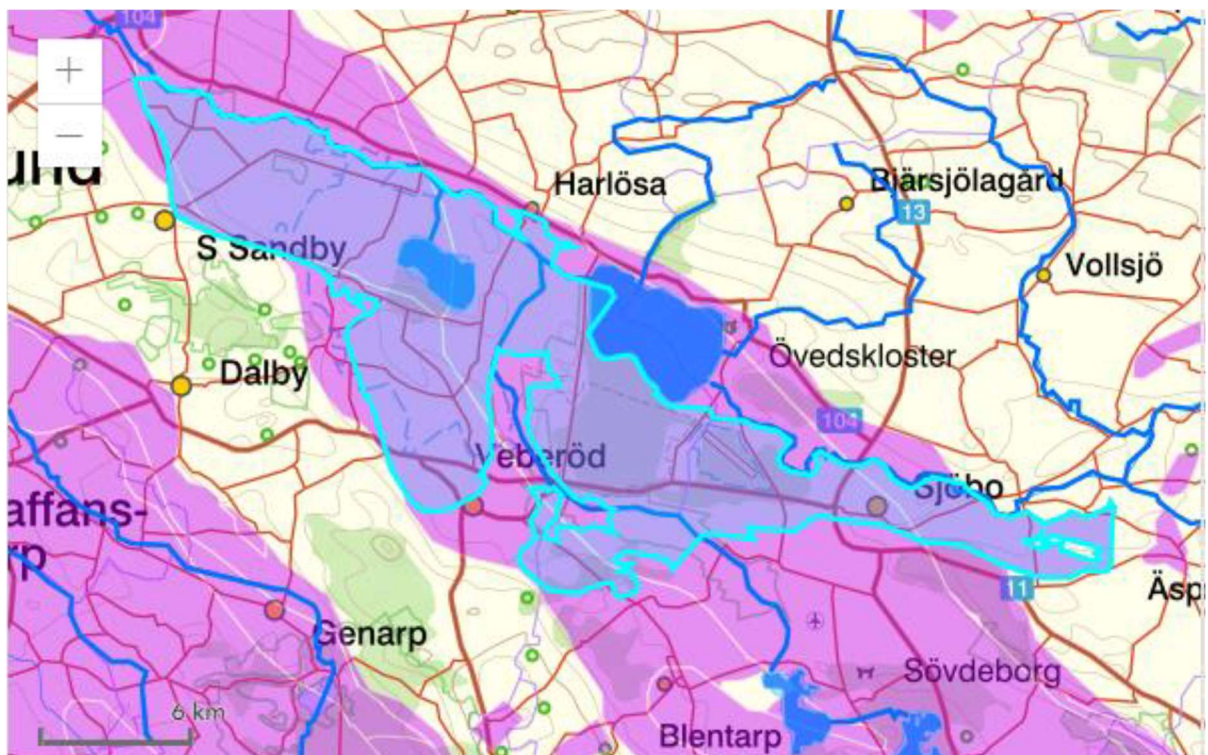 104
+
−
und
Harlösa
Bjärsjölagård
13
S Sandby
Vollsjö
Övedskloster
Dalby
104
Veberöd
Sjöbo
affans-
rp
11
Äsp
Genarp
Sövdeborg
6 km
Blentarp